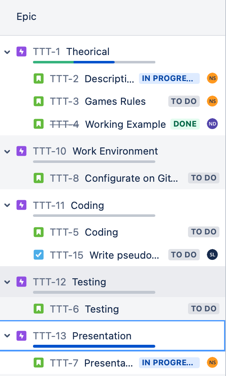 Epic
TTT-1 Theorical
TTT-2 Descripti... IN PROGRE... NS
TTT-3 Games Rules TO DO NS
TTT-4 Working Example DONE ND
TTT-10 Work Environment
TTT-8 Configurate on Git... TO DO
TTT-11 Coding
TTT-5 Coding TO DO
TTT-15 Write pseudo... TO DO SL
TTT-12 Testing
TTT-6 Testing TO DO
TTT-13 Presentation
TTT-7 Presenta... IN PROGRE... NS